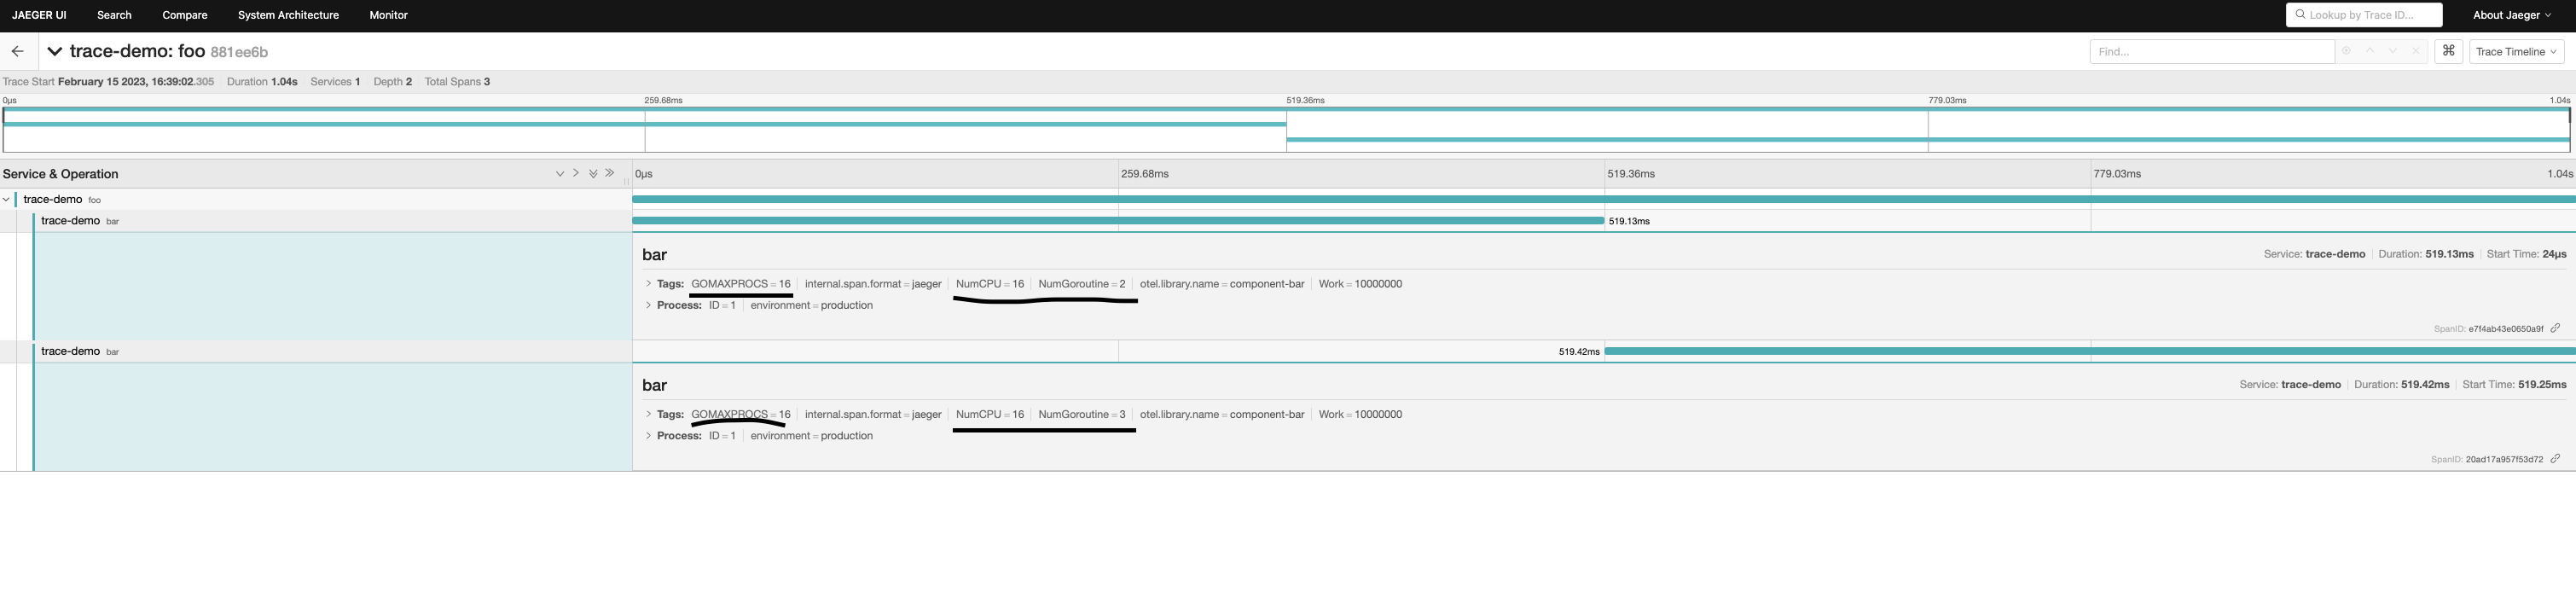 JAEGER UI Search Compare System Architecture Monitor Lookup by Trace ID... About Jaeger
trace-demo: foo 881ee6b Find... Trace Timeline
Trace Start February 15 2023, 16:39:02.305 Duration 1.04s Services 1 Depth 2 Total Spans 3
0μs 259.68ms 519.36ms 779.03ms 1.04s
Service & Operation 0μs 259.68ms 519.36ms 779.03ms 1.04s
trace-demo foo
trace-demo bar 519.13ms
bar Service: trace-demo Duration: 519.13ms Start Time: 24μs
Tags: GOMAXPROCS = 16 internal.span.format = jaeger NumCPU = 16 NumGoroutine = 2 otel.library.name = component-bar Work = 10000000
Process: ID = 1 environment = production
SpanID: e7f4ab43e0650a9f
trace-demo bar 519.42ms
bar Service: trace-demo Duration: 519.42ms Start Time: 519.25ms
Tags: GOMAXPROCS = 16 internal.span.format = jaeger NumCPU = 16 NumGoroutine = 3 otel.library.name = component-bar Work = 10000000
Process: ID = 1 environment = production
SpanID: 20ad17a957f53d72